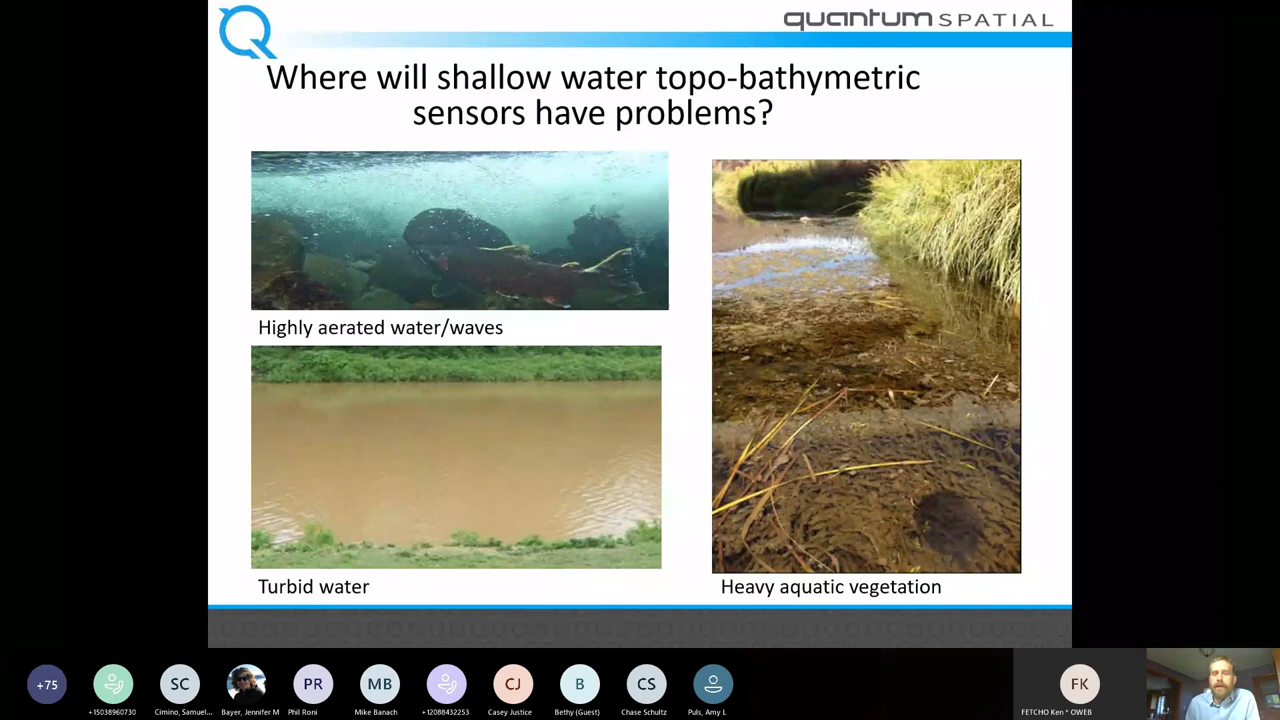 quantum SPATIAL
Where will shallow water topo-bathymetric
sensors have problems?
Highly aerated water/waves
Turbid water
Heavy aquatic vegetation
+75
SC
PR
MB
CJ
B
CS
FK
+15038960730
Cimino, Samuel...
Bayer, Jennifer M
Phil Roni
Mike Banach
+12088432253
Casey Justice
Bethy (Guest)
Chase Schultz
Puls, Amy L
FETCHO Ken * OWEB